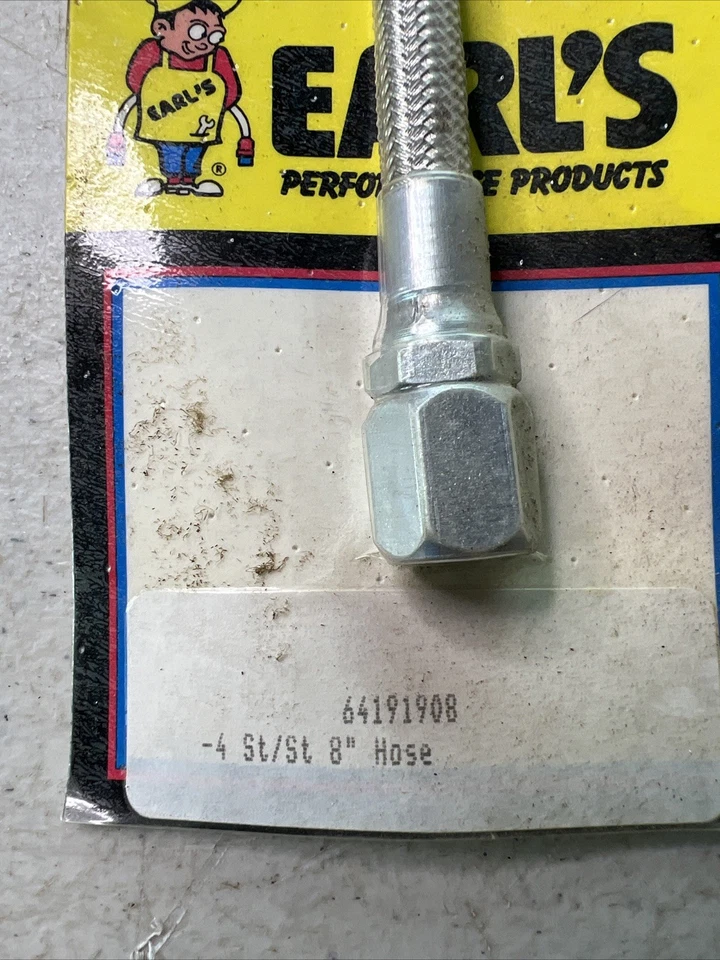 EARL'S
EARL'S
®
PRODUCTS
64191908
-4 St/St 8" Hose